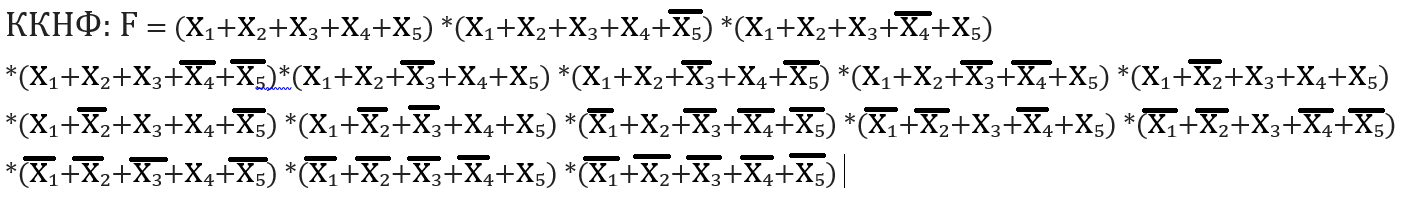 ККНФ: F = (x₁+x₂+x₃+x₄+x₅) *(x₁+x₂+x₃+x₄+x̅₅) *(x₁+x₂+x₃+x̅₄+x₅)
*(x₁+x₂+x₃+x̅₄+x̅₅)*(x₁+x₂+x̅₃+x₄+x₅) *(x₁+x₂+x̅₃+x₄+x̅₅) *(x₁+x₂+x̅₃+x̅₄+x₅) *(x₁+x̅₂+x₃+x₄+x₅)
*(x₁+x̅₂+x₃+x₄+x̅₅) *(x₁+x̅₂+x̅₃+x₄+x₅) *(x̅₁+x₂+x̅₃+x̅₄+x̅₅) *(x̅₁+x̅₂+x₃+x̅₄+x₅) *(x̅₁+x̅₂+x₃+x̅₄+x̅₅)
*(x̅₁+x̅₂+x̅₃+x₄+x̅₅) *(x̅₁+x̅₂+x̅₃+x̅₄+x₅) *(x̅₁+x̅₂+x̅₃+x̅₄+x̅₅)